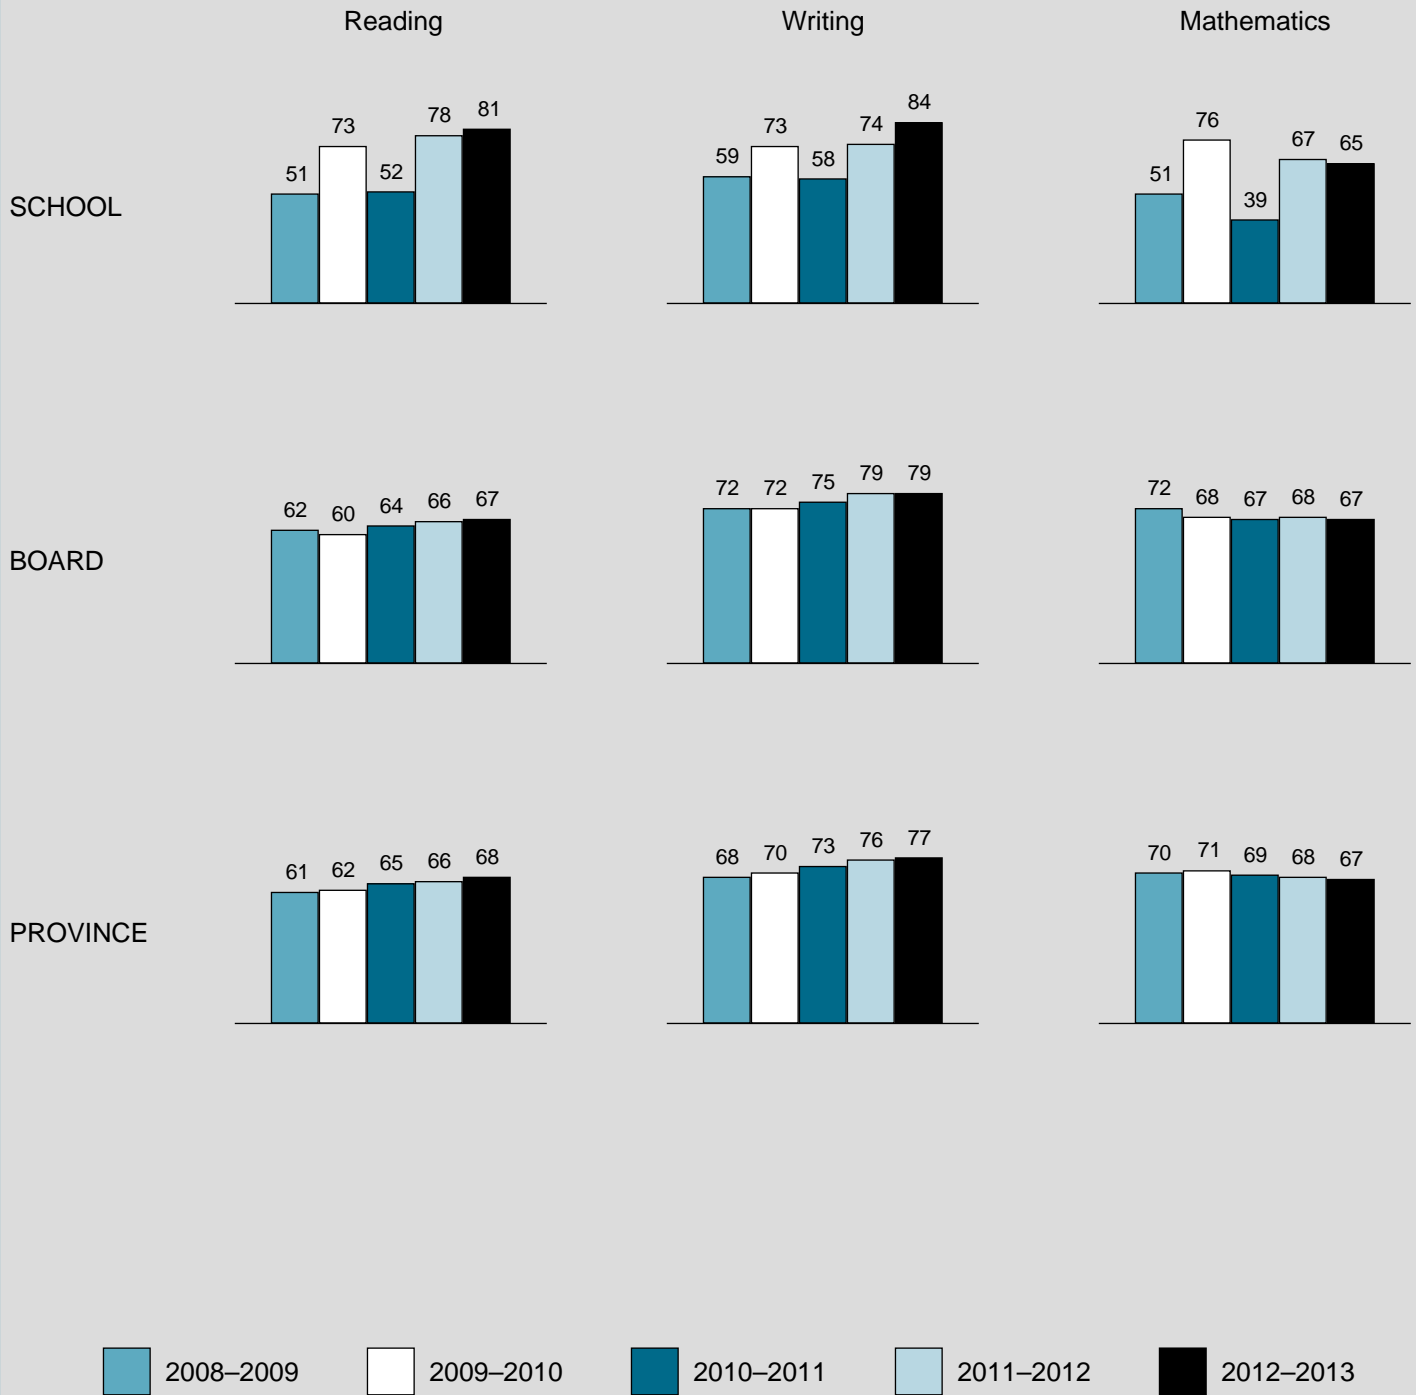 Reading Writing Mathematics
SCHOOL
51 73 52 78 81
59 73 58 74 84
51 76 39 67 65
BOARD
62 60 64 66 67
72 72 75 79 79
72 68 67 68 67
PROVINCE
61 62 65 66 68
68 70 73 76 77
70 71 69 68 67
2008–2009 2009–2010 2010–2011 2011–2012 2012–2013